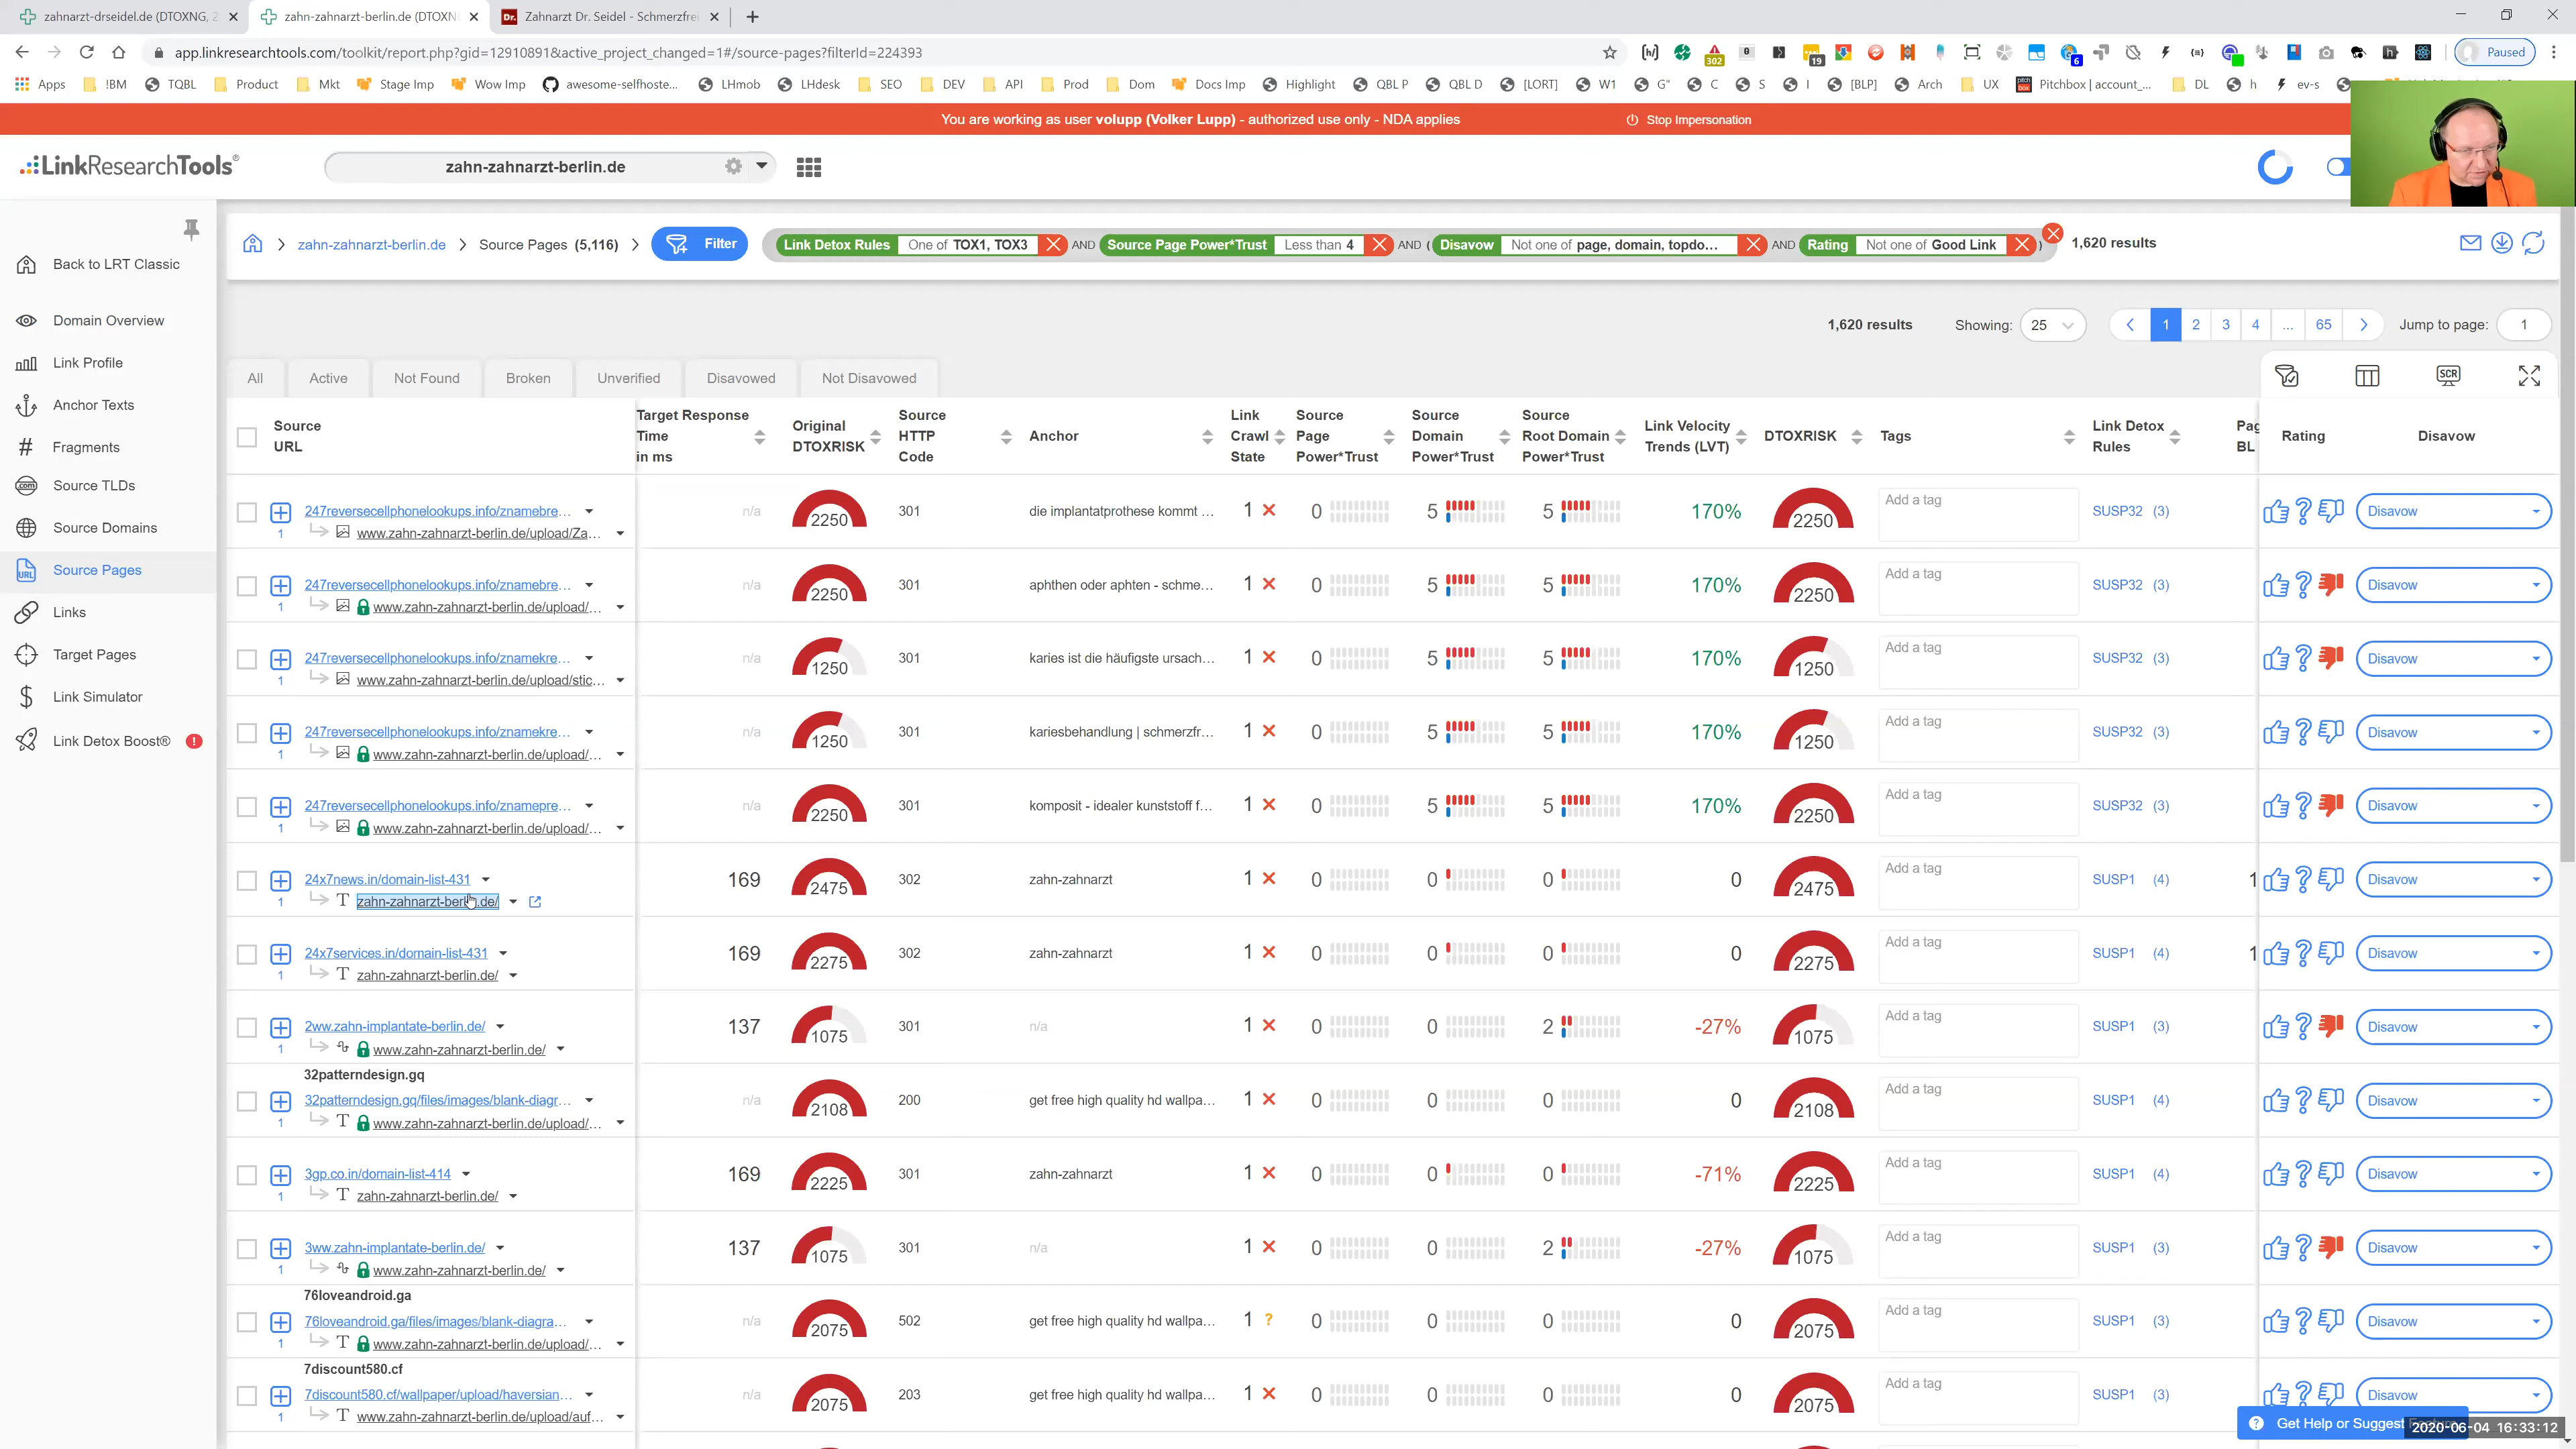 zahnarzt-drseidel.de (DTOXNG, 2
zahn-zahnarzt-berlin.de (DTOXN
Zahnarzt Dr. Seidel - Schmerzfrei
app.linkresearchtools.com/toolkit/report.php?gid=12910891&active_project_changed=1#/source-pages?filterId=224393
Paused
Apps !BM TQBL Product Mkt Stage Imp Wow Imp awesome-selfhoste... LHmob LHdesk SEO DEV API Prod Dom Docs Imp Highlight QBL P QBL D [LORT] W1 G" C S I [BLP] Arch UX Pitchbox | account_... DL h ev-s
You are working as user volupp (Volker Lupp) - authorized use only - NDA applies Stop Impersonation
LinkResearchTools®
zahn-zahnarzt-berlin.de
zahn-zahnarzt-berlin.de > Source Pages (5,116) > Filter
Link Detox Rules One of TOX1, TOX3 AND Source Page Power*Trust Less than 4 AND ( Disavow Not one of page, domain, topdo... AND Rating Not one of Good Link ) 1,620 results
Back to LRT Classic
Domain Overview
Link Profile
Anchor Texts
Fragments
Source TLDs
Source Domains
Source Pages
Links
Target Pages
Link Simulator
Link Detox Boost® !
1,620 results Showing: 25 1 2 3 4 ... 65 Jump to page: 1
All Active Not Found Broken Unverified Disavowed Not Disavowed
SCR
Source URL
Target Response Time in ms
Original DTOXRISK
Source HTTP Code
Anchor
Link Crawl State
Source Page Power*Trust
Source Domain Power*Trust
Source Root Domain Power*Trust
Link Velocity Trends (LVT)
DTOXRISK
Tags
Link Detox Rules
Pag BL
Rating
Disavow
247reversecellphonelookups.info/znamebre... n/a 2250 301 die implantatprothese kommt ... 1 0 5 5 170% 2250 Add a tag SUSP32 (3) Disavow
1 www.zahn-zahnarzt-berlin.de/upload/Za...
247reversecellphonelookups.info/znamebre... n/a 2250 301 aphthen oder aphten - schme... 1 0 5 5 170% 2250 Add a tag SUSP32 (3) Disavow
1 www.zahn-zahnarzt-berlin.de/upload/...
247reversecellphonelookups.info/znamekre... n/a 1250 301 karies ist die häufigste ursach... 1 0 5 5 170% 1250 Add a tag SUSP32 (3) Disavow
1 www.zahn-zahnarzt-berlin.de/upload/stic...
247reversecellphonelookups.info/znamekre... n/a 1250 301 kariesbehandlung | schmerzfr... 1 0 5 5 170% 1250 Add a tag SUSP32 (3) Disavow
1 www.zahn-zahnarzt-berlin.de/upload/...
247reversecellphonelookups.info/znamepre... n/a 2250 301 komposit - idealer kunststoff f... 1 0 5 5 170% 2250 Add a tag SUSP32 (3) Disavow
1 www.zahn-zahnarzt-berlin.de/upload/...
24x7news.in/domain-list-431 169 2475 302 zahn-zahnarzt 1 0 0 0 0 2475 Add a tag SUSP1 (4) 1 Disavow
1 T zahn-zahnarzt-berlin.de/
24x7services.in/domain-list-431 169 2275 302 zahn-zahnarzt 1 0 0 0 0 2275 Add a tag SUSP1 (4) 1 Disavow
1 T zahn-zahnarzt-berlin.de/
2ww.zahn-implantate-berlin.de/ 137 1075 301 n/a 1 0 0 2 -27% 1075 Add a tag SUSP1 (3) Disavow
1 www.zahn-zahnarzt-berlin.de/
32patterndesign.gq
32patterndesign.gq/files/images/blank-diagr... n/a 2108 200 get free high quality hd wallpa... 1 0 0 0 0 2108 Add a tag SUSP1 (4) Disavow
1 T www.zahn-zahnarzt-berlin.de/upload/...
3gp.co.in/domain-list-414 169 2225 301 zahn-zahnarzt 1 0 0 0 -71% 2225 Add a tag SUSP1 (4) Disavow
1 T zahn-zahnarzt-berlin.de/
3ww.zahn-implantate-berlin.de/ 137 1075 301 n/a 1 0 0 2 -27% 1075 Add a tag SUSP1 (3) Disavow
1 www.zahn-zahnarzt-berlin.de/
76loveandroid.ga
76loveandroid.ga/files/images/blank-diagra... n/a 2075 502 get free high quality hd wallpa... 1 ? 0 0 0 0 2075 Add a tag SUSP1 (3) Disavow
1 T www.zahn-zahnarzt-berlin.de/upload/...
7discount580.cf
7discount580.cf/wallpaper/upload/haversian... n/a 2075 203 get free high quality hd wallpa... 1 0 0 0 0 2075 Add a tag SUSP1 (3) Disavow
1 T www.zahn-zahnarzt-berlin.de/upload/auf...
Get Help or Suggest
2020-06-04 16:33:12